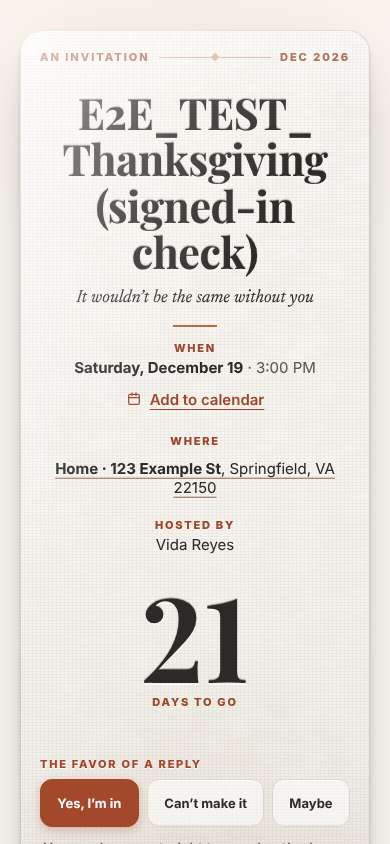 AN INVITATION
DEC 2026
E2E_TEST_
Thanksgiving
(signed-in
check)
It wouldn’t be the same without you
WHEN
Saturday, December 19 · 3:00 PM
Add to calendar
WHERE
Home · 123 Example St, Springfield, VA
22150
HOSTED BY
Vida Reyes
21
DAYS TO GO
THE FAVOR OF A REPLY
Yes, I’m in
Can’t make it
Maybe